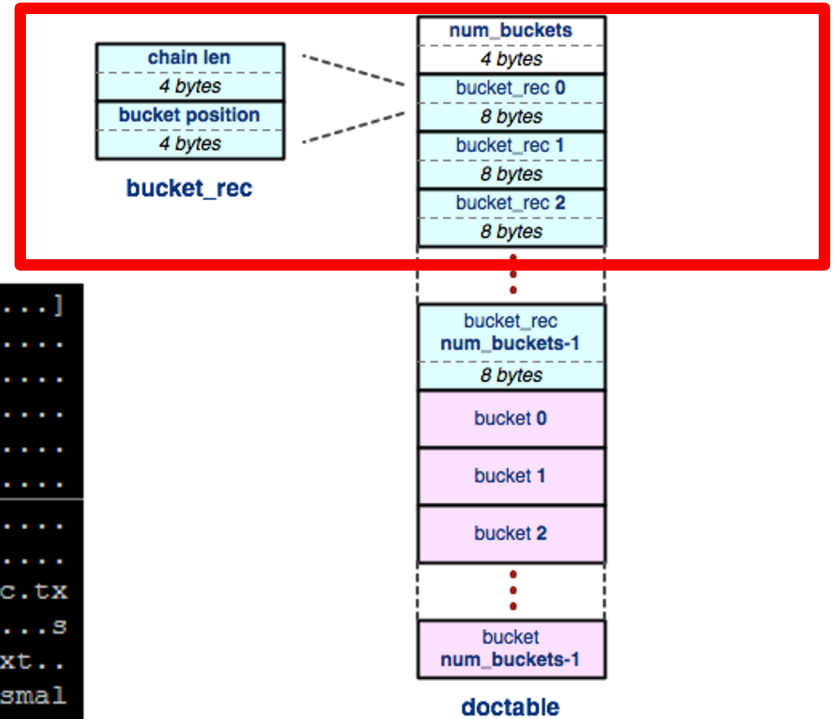 chain len
4 bytes
bucket position
4 bytes
bucket_rec
num_buckets
4 bytes
bucket_rec 0
8 bytes
bucket_rec 1
8 bytes
bucket_rec 2
8 bytes
bucket_rec
num_buckets-1
8 bytes
bucket 0
bucket 1
bucket 2
bucket
num_buckets-1
doctable
...]
....
....
....
....
....
....
....
c.tx
...s
xt..
smal